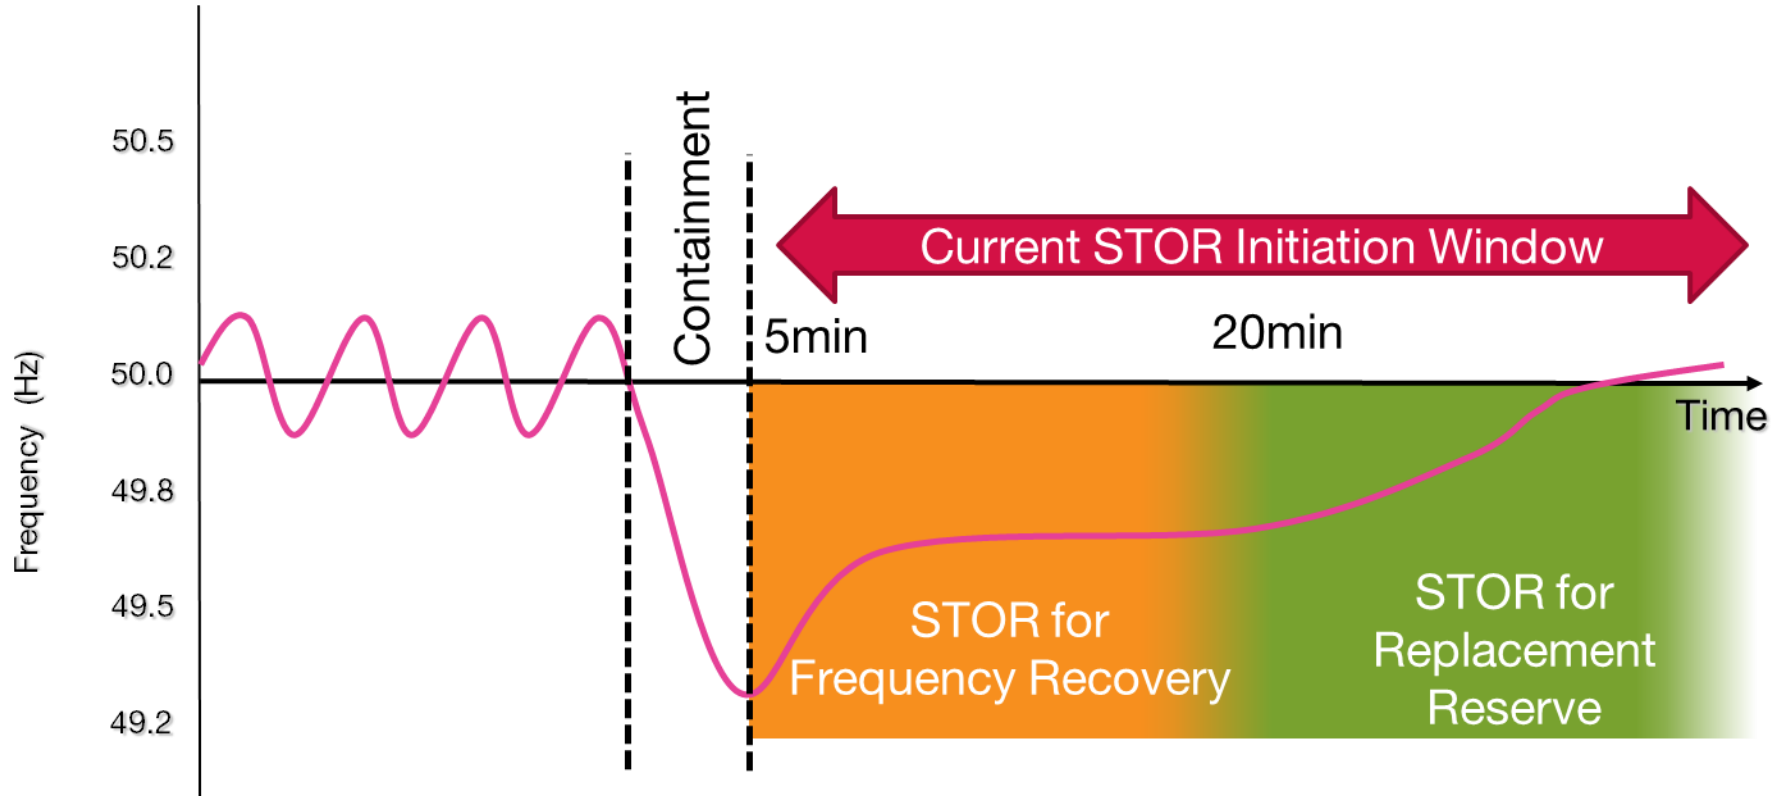 50.5
50.2
50.0
49.8
49.5
49.2
Frequency (Hz)
Containment
Current STOR Initiation Window
5min
20min
Time
STOR for
Frequency Recovery
STOR for
Replacement
Reserve